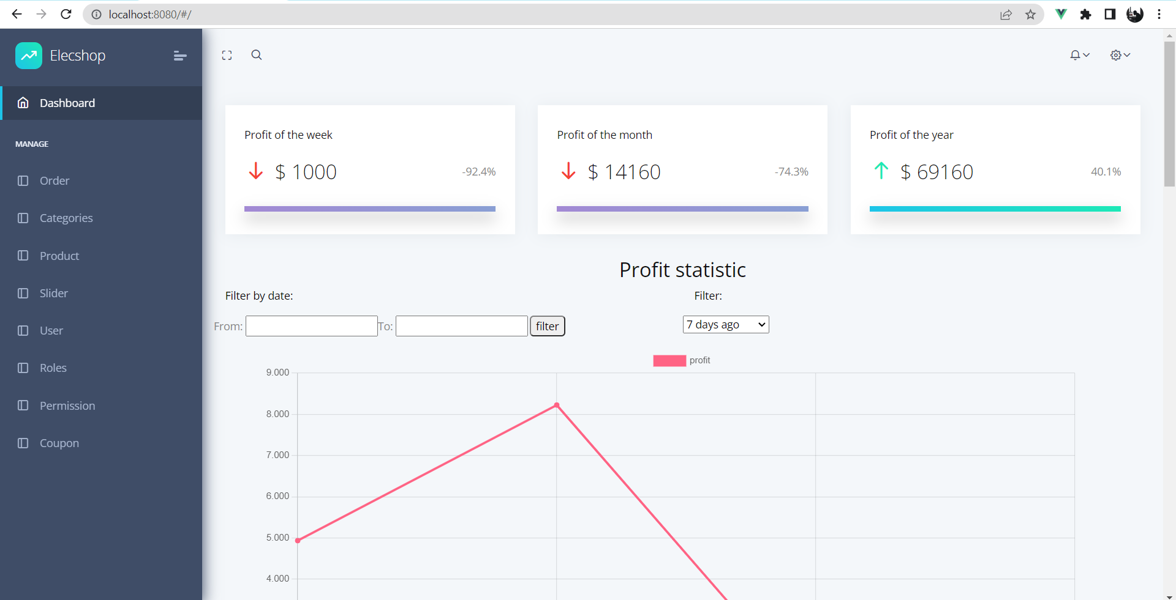 localhost:8080/#/
Elecshop
Dashboard
MANAGE
Order
Categories
Product
Slider
User
Roles
Permission
Coupon
Profit of the week
$ 1000 -92.4%
Profit of the month
$ 14160 -74.3%
Profit of the year
$ 69160 40.1%
Profit statistic
Filter by date: Filter:
From: To: filter 7 days ago
profit
9.000
8.000
7.000
6.000
5.000
4.000